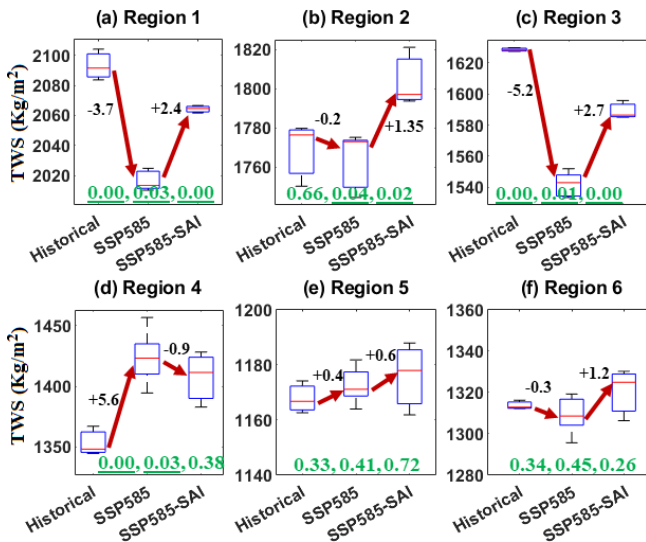 (a) Region 1
(b) Region 2
(c) Region 3
TWS (Kg/m²)
2100
2060
2020
-3.7
+2.4
0.00, 0.03, 0.00
1820
1800
1780
1760
-0.2
+1.35
0.66, 0.04, 0.02
1620
1600
1580
1560
1540
-5.2
+2.7
0.00, 0.01, 0.00
Historical
SSP585
SSP585-SAI
Historical
SSP585
SSP585-SAI
Historical
SSP585
SSP585-SAI
(d) Region 4
(e) Region 5
(f) Region 6
TWS (Kg/m²)
1450
1400
1350
+5.6
-0.9
0.00, 0.03, 0.38
1200
1180
1160
1140
+0.4
+0.6
0.33, 0.41, 0.72
1360
1340
1320
1300
1280
-0.3
+1.2
0.34, 0.45, 0.26
Historical
SSP585
SSP585-SAI
Historical
SSP585
SSP585-SAI
Historical
SSP585
SSP585-SAI